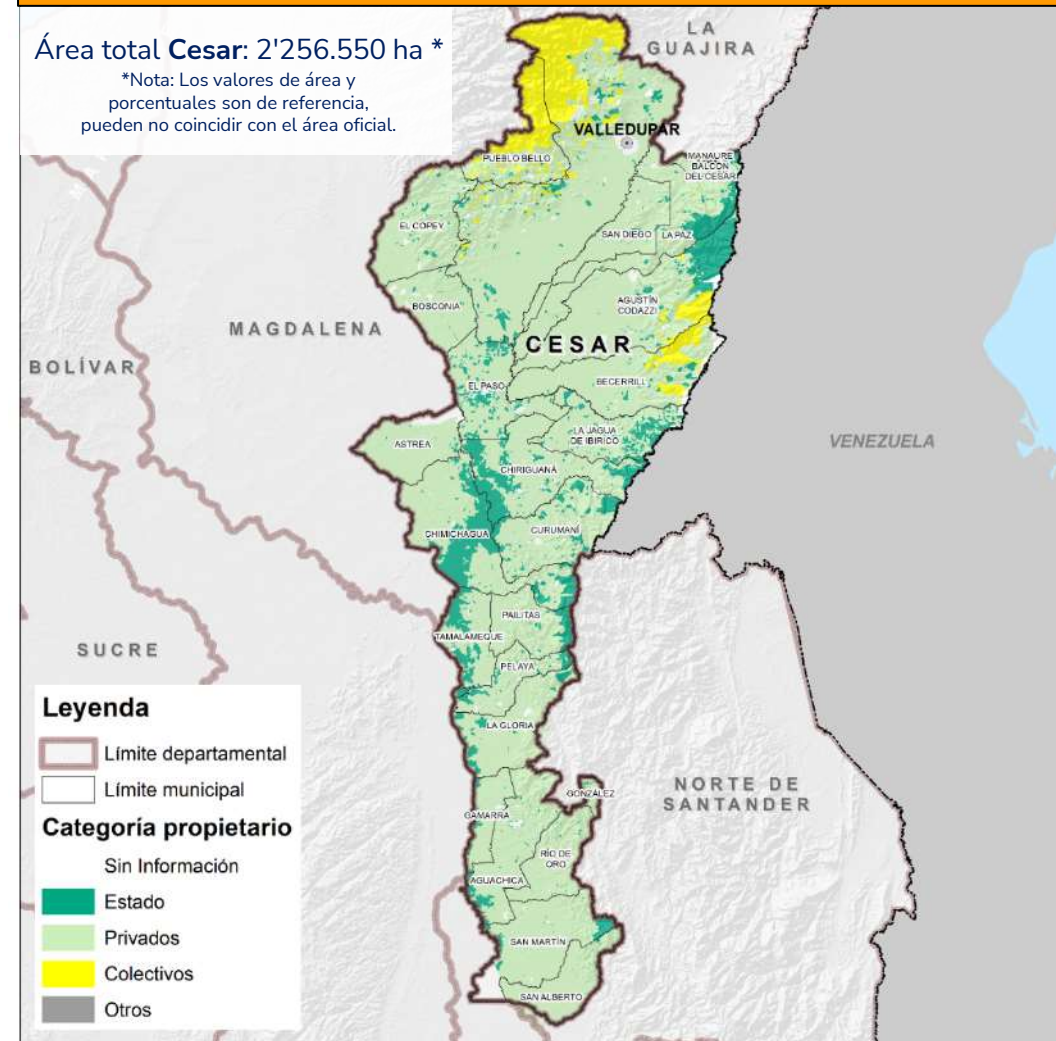 Área total Cesar: 2'256.550 ha *
*Nota: Los valores de área y
porcentuales son de referencia,
pueden no coincidir con el área oficial.
LA
GUAJIRA
VALLEDUPAR
MANAURE
BALCÓN
DEL CESAR
PUEBLO BELLO
EL COPEY
SAN DIEGO
LA PAZ
BOSCONIA
AGUSTÍN
CODAZZI
MAGDALENA
CESAR
BOLÍVAR
EL PASO
BECERRILL
ASTREA
LA JAGUA
DE IBIRICO
VENEZUELA
CHIRIGUANÁ
CHIMICHAGUA
CURUMANÍ
PAILITAS
TAMALAMEQUE
SUCRE
PELAYA
LA GLORIA
NORTE DE
SANTANDER
GONZÁLEZ
GAMARRA
RÍO DE
ORO
AGUACHICA
SAN MARTÍN
SAN ALBERTO
Leyenda
Límite departamental
Límite municipal
Categoría propietario
Sin Información
Estado
Privados
Colectivos
Otros